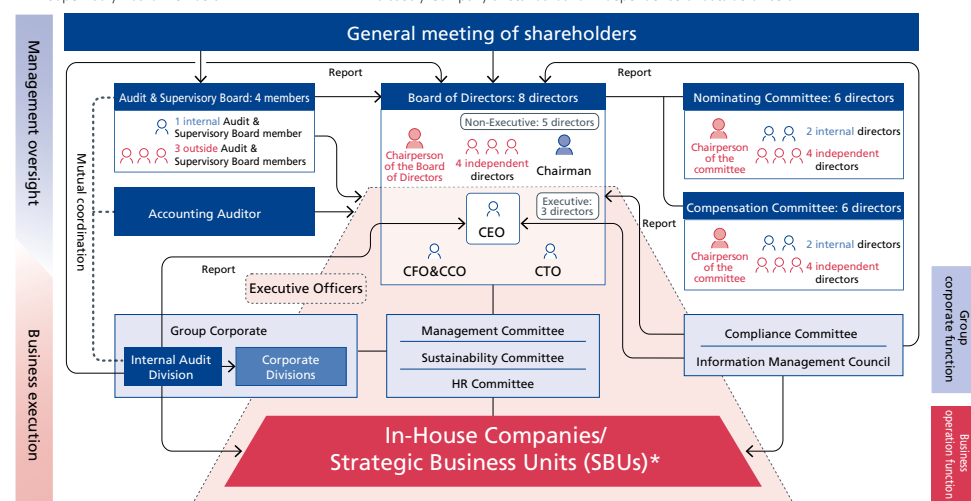 General meeting of shareholders
Management oversight
Business execution
Mutual coordination
Report
Report
Audit & Supervisory Board: 4 members
1 internal Audit &
Supervisory Board member
3 outside Audit &
Supervisory Board members
Accounting Auditor
Board of Directors: 8 directors
Non-Executive: 5 directors
Chairperson
of the Board
of Directors
4 independent
directors
Chairman
Executive:
3 directors
CEO
CFO&CCO
CTO
Nominating Committee: 6 directors
Chairperson
of the
committee
2 internal directors
4 independent
directors
Compensation Committee: 6 directors
Chairperson
of the
committee
2 internal directors
4 independent
directors
Report
Report
Executive Officers
Group Corporate
Internal Audit
Division
Corporate
Divisions
Management Committee
Sustainability Committee
HR Committee
Compliance Committee
Information Management Council
In-House Companies/
Strategic Business Units (SBUs)*
Group
corporate function
Business
operation function